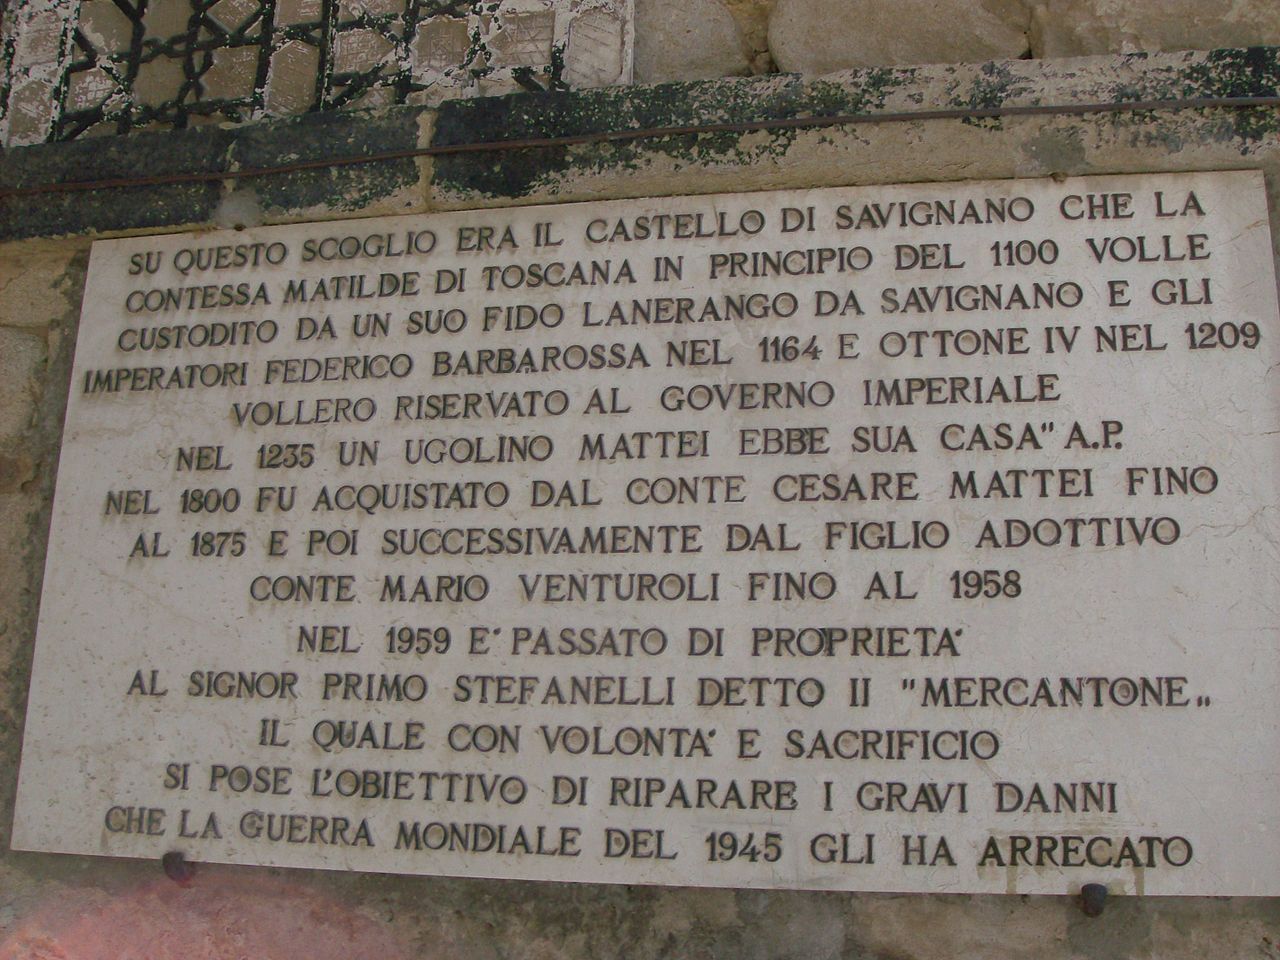 SU QUESTO SCOGLIO ERA IL CASTELLO DI SAVIGNANO CHE LA
CONTESSA MATILDE DI TOSCANA IN PRINCIPIO DEL 1100 VOLLE
CUSTODITO DA UN SUO FIDO LANERANGO DA SAVIGNANO E GLI
IMPERATORI FEDERICO BARBAROSSA NEL 1164 E OTTONE IV NEL 1209
VOLLERO RISERVATO AL GOVERNO IMPERIALE
NEL 1235 UN UGOLINO MATTEI EBBE SUA CASA" A.P.
NEL 1800 FU ACQUISTATO DAL CONTE CESARE MATTEI FINO
AL 1875 E POI SUCCESSIVAMENTE DAL FIGLIO ADOTTIVO
CONTE MARIO VENTUROLI FINO AL 1958
NEL 1959 E' PASSATO DI PROPRIETA'
AL SIGNOR PRIMO STEFANELLI DETTO II "MERCANTONE„
IL QUALE CON VOLONTA' E SACRIFICIO
SI POSE L'OBIETTIVO DI RIPARARE I GRAVI DANNI
CHE LA GUERRA MONDIALE DEL 1945 GLI HA ARRECATO